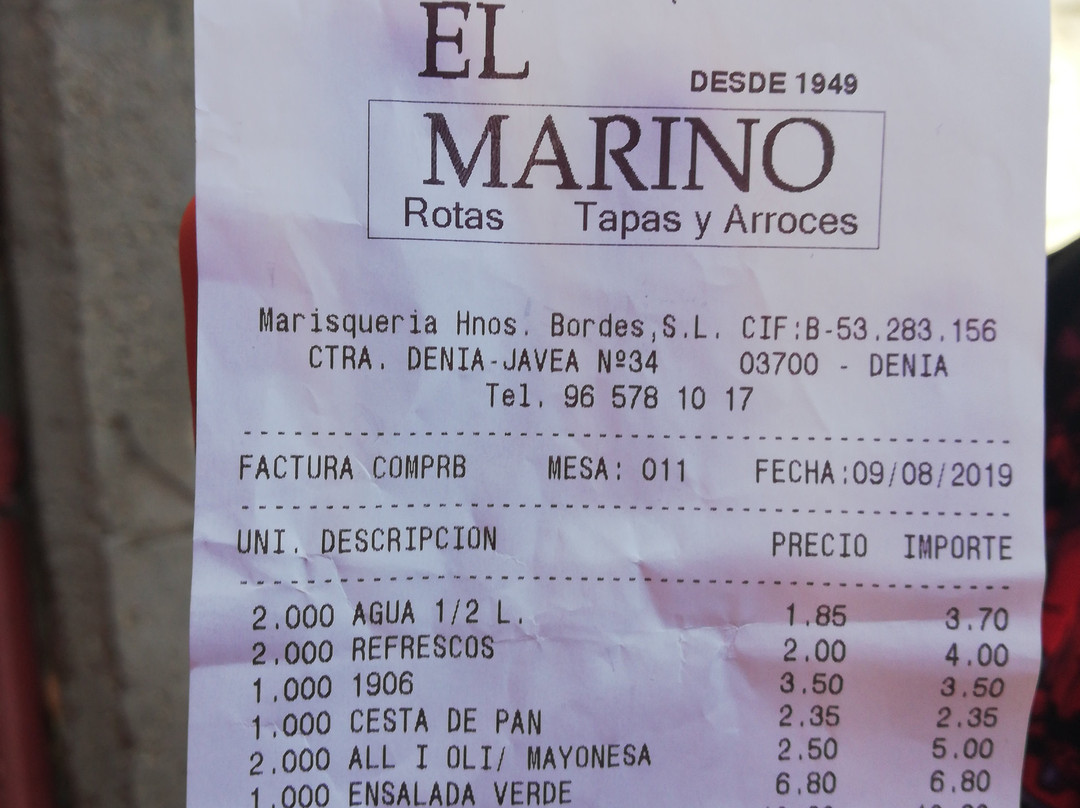 EL
DESDE 1949
MARINO
Rotas Tapas y Arroces
Marisqueria Hnos. Bordes,S.L. CIF:B-53.283.156
CTRA. DENIA-JAVEA Nº34 03700 - DENIA
Tel. 96 578 10 17
FACTURA COMPRB MESA: 011 FECHA:09/08/2019
UNI. DESCRIPCION PRECIO IMPORTE
2.000 AGUA 1/2 L. 1.85 3.70
2.000 REFRESCOS 2.00 4.00
1.000 1906 3.50 3.50
1.000 CESTA DE PAN 2.35 2.35
2.000 ALL I OLI/ MAYONESA 2.50 5.00
1.000 ENSALADA VERDE 6.80 6.80